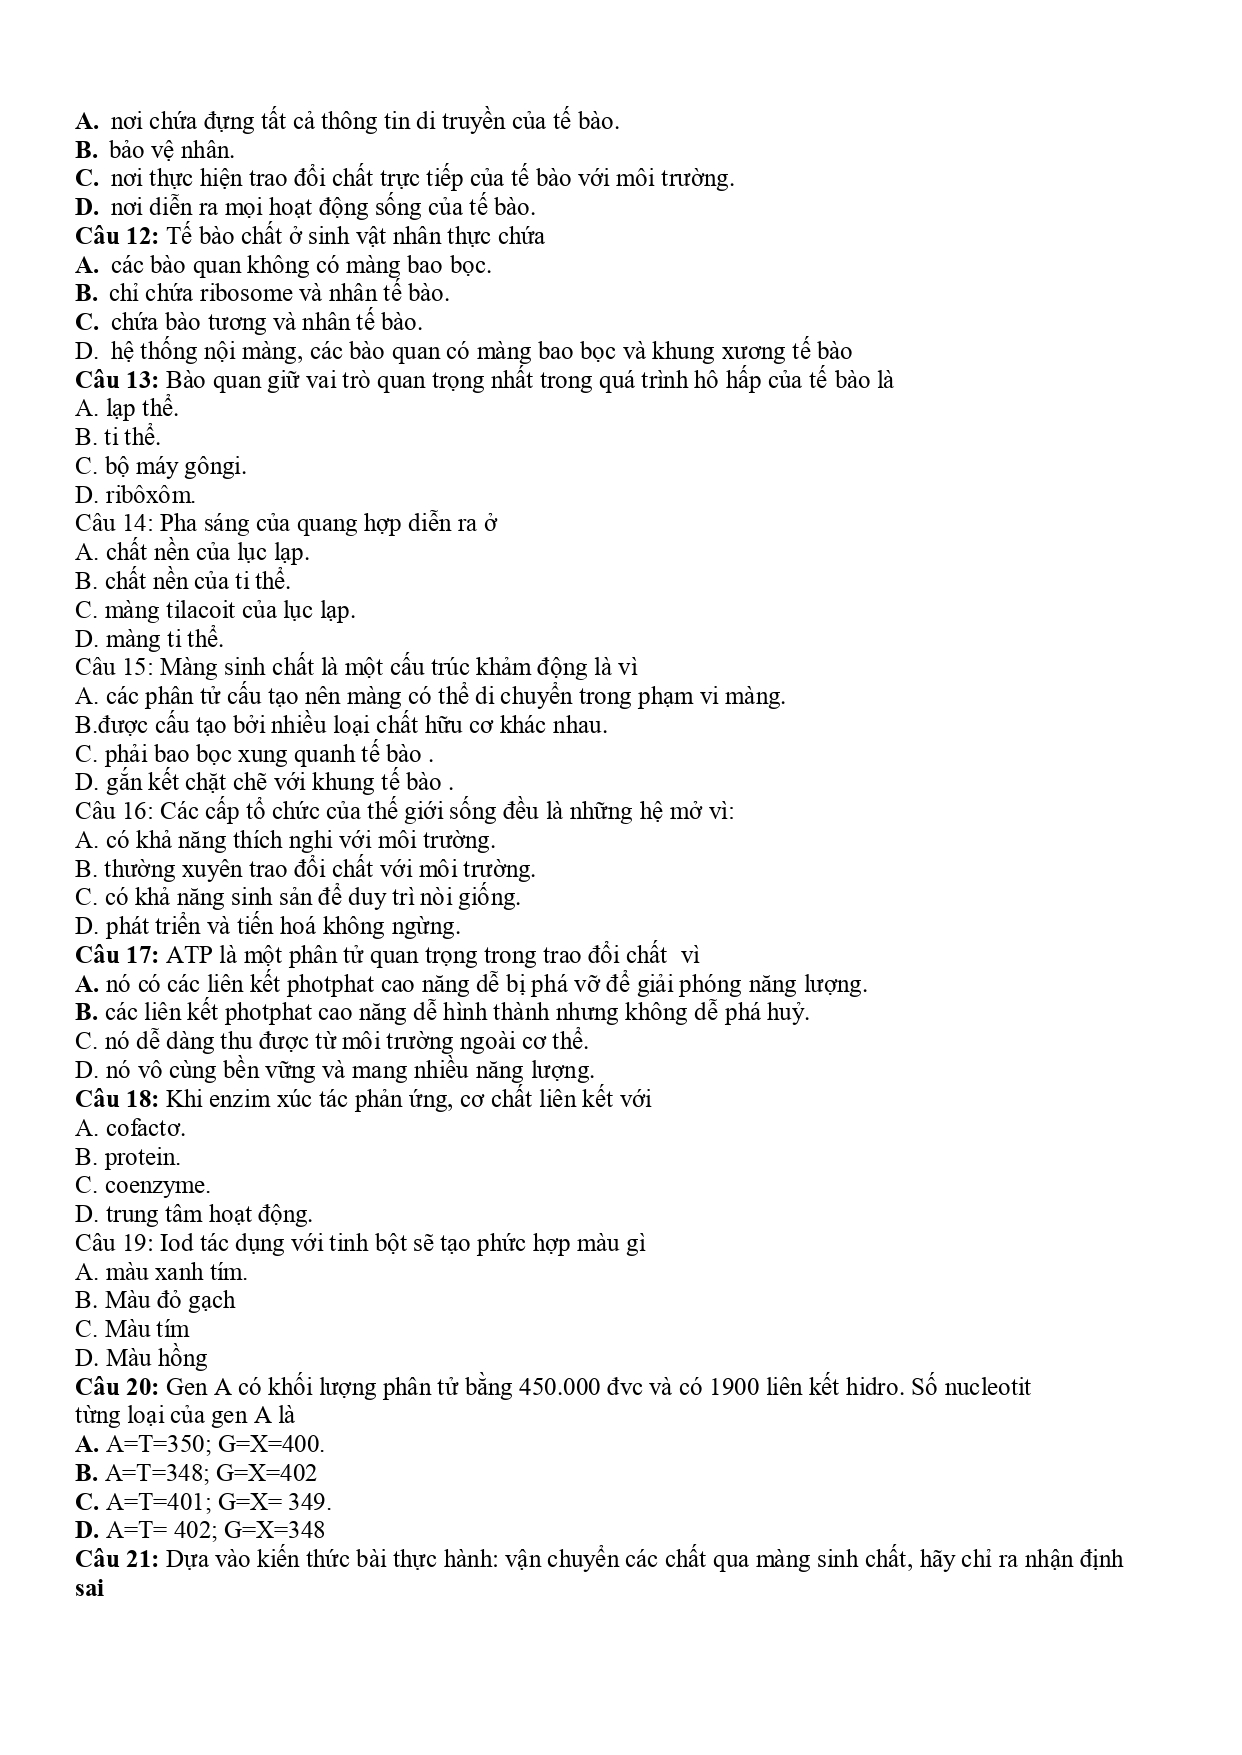 A. nơi chứa đựng tất cả thông tin di truyền của tế bào.
B. bảo vệ nhân.
C. nơi thực hiện trao đổi chất trực tiếp của tế bào với môi trường.
D. nơi diễn ra mọi hoạt động sống của tế bào.
Câu 12: Tế bào chất ở sinh vật nhân thực chứa
A. các bào quan không có màng bao bọc.
B. chỉ chứa ribosome và nhân tế bào.
C. chứa bào tương và nhân tế bào.
D. hệ thống nội màng, các bào quan có màng bao bọc và khung xương tế bào
Câu 13: Bào quan giữ vai trò quan trọng nhất trong quá trình hô hấp của tế bào là
A. lạp thể.
B. ti thể.
C. bộ máy gôngi.
D. ribôxôm.
Câu 14: Pha sáng của quang hợp diễn ra ở
A. chất nền của lục lạp.
B. chất nền của ti thể.
C. màng tilacoit của lục lạp.
D. màng ti thể.
Câu 15: Màng sinh chất là một cấu trúc khảm động là vì
A. các phân tử cấu tạo nên màng có thể di chuyển trong phạm vi màng.
B.được cấu tạo bởi nhiều loại chất hữu cơ khác nhau.
C. phải bao bọc xung quanh tế bào .
D. gắn kết chặt chẽ với khung tế bào .
Câu 16: Các cấp tổ chức của thế giới sống đều là những hệ mở vì:
A. có khả năng thích nghi với môi trường.
B. thường xuyên trao đổi chất với môi trường.
C. có khả năng sinh sản để duy trì nòi giống.
D. phát triển và tiến hoá không ngừng.
Câu 17: ATP là một phân tử quan trọng trong trao đổi chất vì
A. nó có các liên kết photphat cao năng dễ bị phá vỡ để giải phóng năng lượng.
B. các liên kết photphat cao năng dễ hình thành nhưng không dễ phá huỷ.
C. nó dễ dàng thu được từ môi trường ngoài cơ thể.
D. nó vô cùng bền vững và mang nhiều năng lượng.
Câu 18: Khi enzim xúc tác phản ứng, cơ chất liên kết với
A. cofactơ.
B. protein.
C. coenzyme.
D. trung tâm hoạt động.
Câu 19: Iod tác dụng với tinh bột sẽ tạo phức hợp màu gì
A. màu xanh tím.
B. Màu đỏ gạch
C. Màu tím
D. Màu hồng
Câu 20: Gen A có khối lượng phân tử bằng 450.000 đvc và có 1900 liên kết hidro. Số nucleotit
từng loại của gen A là
A. A=T=350; G=X=400.
B. A=T=348; G=X=402
C. A=T=401; G=X= 349.
D. A=T= 402; G=X=348
Câu 21: Dựa vào kiến thức bài thực hành: vận chuyển các chất qua màng sinh chất, hãy chỉ ra nhận định
sai